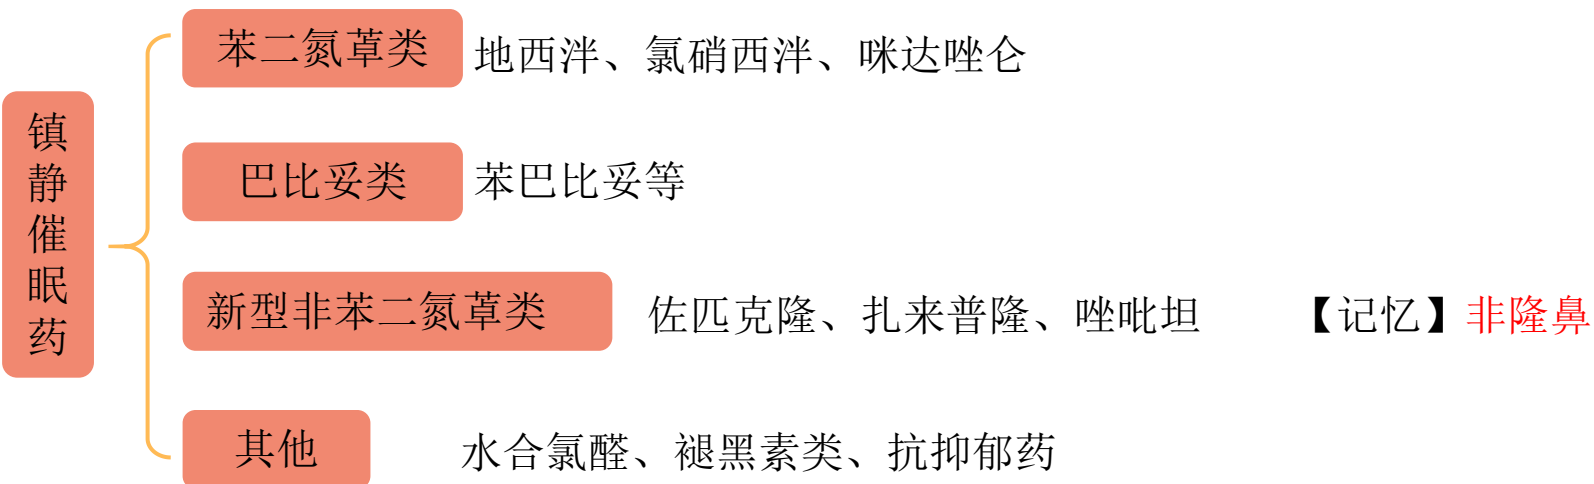 镇静催眠药
苯二氮䓬类 地西泮、氯硝西泮、咪达唑仑
巴比妥类 苯巴比妥等
新型非苯二氮䓬类 佐匹克隆、扎来普隆、唑吡坦 【记忆】非隆鼻
其他 水合氯醛、褪黑素类、抗抑郁药